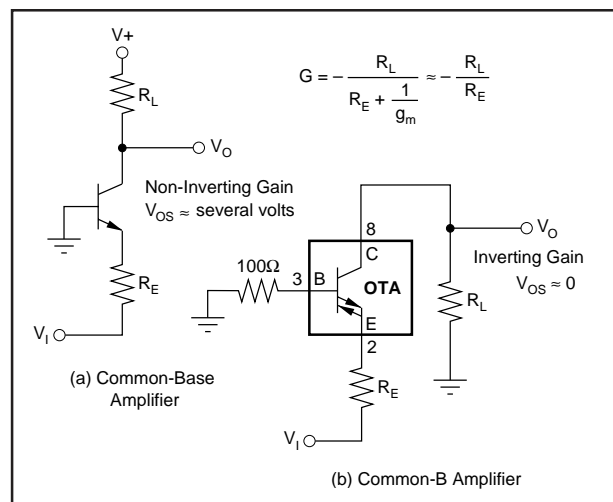 V+
R_L
V_O
Non-Inverting Gain
V_OS ≈ several volts
R_E
V_I
(a) Common-Base
Amplifier
G = − R_L / (R_E + 1/g_m) ≈ − R_L / R_E
8
C
V_O
100Ω
3
B
OTA
Inverting Gain
V_OS ≈ 0
R_L
E
2
R_E
V_I
(b) Common-B Amplifier